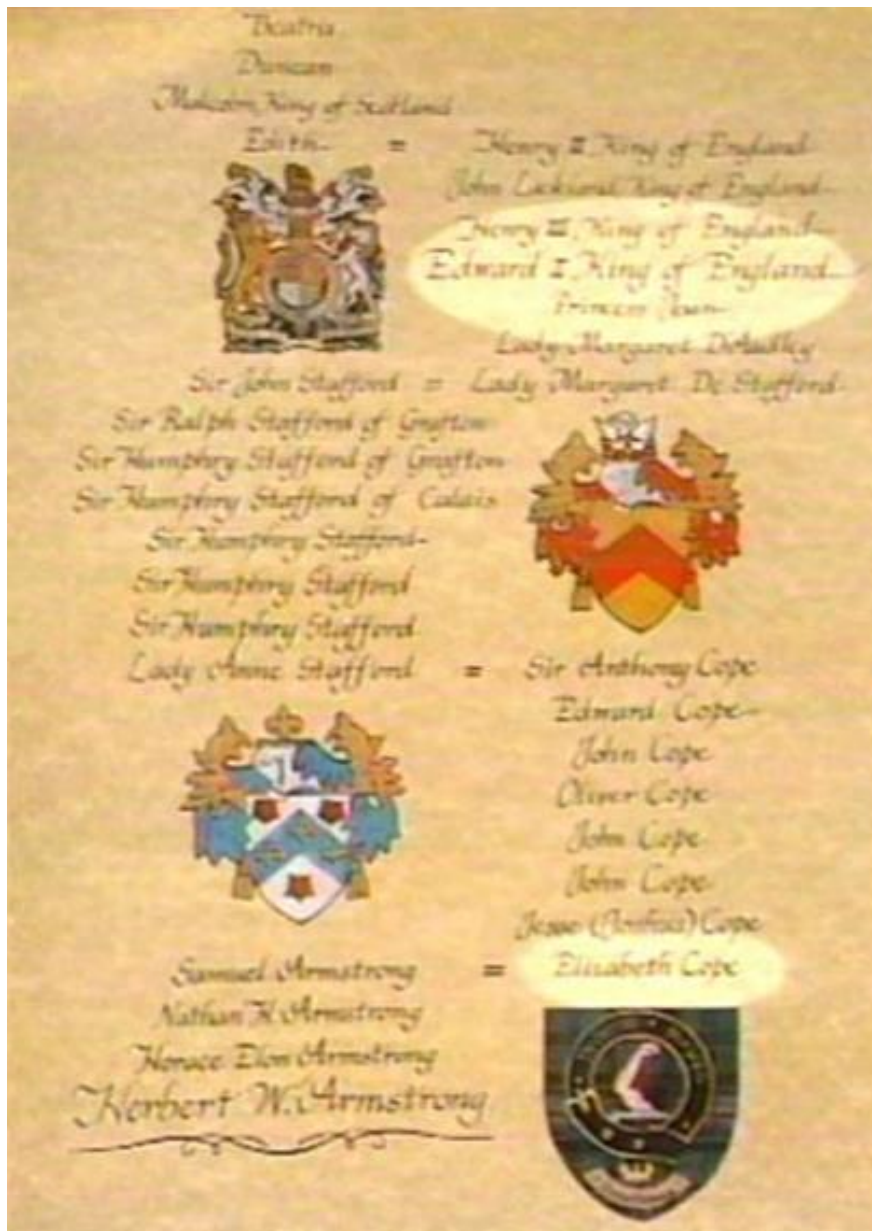 Beatrix
Duncan
Malcolm, King of Scotland
Edith = Henry II King of England
John Lackland King of England
Henry III King of England
Edward I King of England
Princess Joan
Lady Margaret DeAudley
Sir John Stafford = Lady Margaret De Stafford
Sir Ralph Stafford of Grafton
Sir Humphry Stafford of Grafton
Sir Humphry Stafford of Calais
Sir Humphry Stafford
Sir Humphry Stafford
Sir Humphry Stafford
Lady Anne Stafford = Sir Anthony Cope
Edward Cope
John Cope
Oliver Cope
John Cope
John Cope
Jesse (Joshua) Cope
Samuel Armstrong = Elizabeth Cope
Nathan H. Armstrong
Horace Elon Armstrong
Herbert W. Armstrong